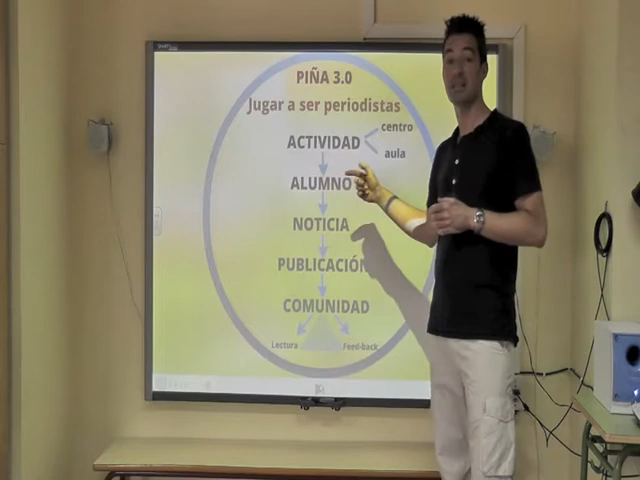 PIÑA 3.0
Jugar a ser periodistas
centro
ACTIVIDAD
aula
ALUMNO
NOTICIA
PUBLICACIÓN
COMUNIDAD
Lectura Feed-back